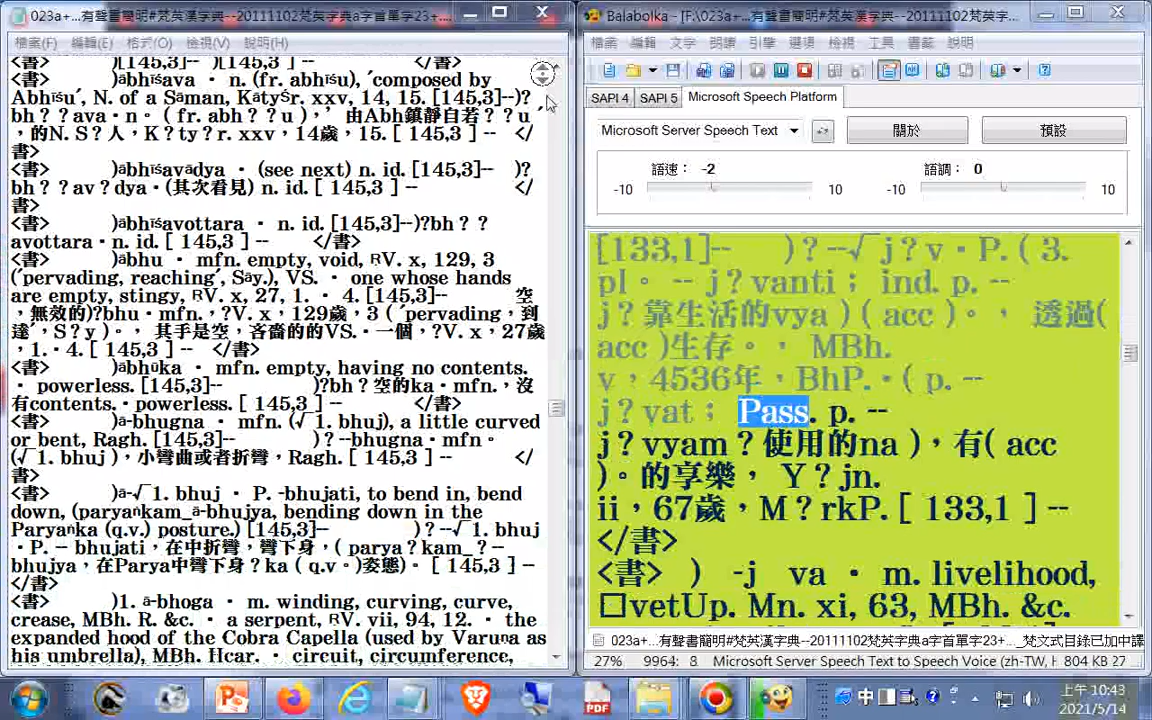 有聲書簡明#梵英漢字典--20111102梵英字典a字首單字23+...
檔案(F) 編輯(E) 格式(O) 檢視(V) 說明(H)
<書> )[145,3]-- )[145,3 ] -- </書>
<書> )ābhīśava · n. (fr. abhīśu), 'composed by
Abhīśu', N. of a Sāman, KātyŚr. xxv, 14, 15. [145,3]--)?
bh? ?ava·n。( fr. abh? ?u ),' 由Abh鎮靜自若? ?u ´
,的N. S?人,K?ty?r. xxv,14歲,15. [ 145,3 ] -- </
書>
<書> )ābhīśavādya · (see next) n. id. [145,3]-- )?
bh? ?av?dya·(其次看見) n. id. [ 145,3 ] -- </
書>
<書> )ābhīśavottara · n. id. [145,3]--)?bh? ?
avottara·n. id. [ 145,3 ] -- </書>
<書> )ābhu · mfn. empty, void, RV. x, 129, 3
('pervading, reaching', Sāy.), VS. · one whose hands
are empty, stingy, RV. x, 27, 1. · 4. [145,3]-- 空
,無效的)?bhu·mfn.,?V. x,129歲,3 ( 'pervading,到
達',S?y )。,其手是空,吝嗇的的VS.·一個,?V. x,27歲
,1.·4. [ 145,3 ] -- </書>
<書> )ābhūka · mfn. empty, having no contents.
· powerless. [145,3]-- )?bh?空的ka·mfn.,沒
有contents.·powerless. [ 145,3 ] -- </書>
<書> )ā-bhugna · mfn. (√ 1. bhuj), a little curved
or bent, Ragh. [145,3]-- )?--bhugna·mfn。
(√ 1. bhuj ),小彎曲或者折彎,Ragh. [ 145,3 ] -- </
書>
<書> )ā-√ 1. bhuj · P. -bhujati, to bend in, bend
down, (paryaṅkam_ā-bhujya, bending down in the
Paryaṅka (q.v.) posture.) [145,3]-- )?--√ 1. bhuj
·P. -- bhujati,在中折彎,彎下身,( parya?kam_?--
bhujya,在Parya中彎下身?ka ( q.v。)姿態)。[ 145,3 ] --
</書>
<書> )1. ā-bhoga · m. winding, curving, curve,
crease, MBh. R. &c. · a serpent, RV. vii, 94, 12. · the
expanded hood of the Cobra Capella (used by Varuṇa as
his umbrella), MBh. Hcar. · circuit, circumference,
Balabolka - [F:\023a+...有聲書簡明#梵英漢字典--20111102梵英字...
檔案 編輯 文字 朗讀 引擎 選項 檢視 工具 書籤 說明
SAPI 4 SAPI 5 Microsoft Speech Platform
Microsoft Server Speech Text 關於 預設
語速: -2 語調: 0
-10 10 -10 10
[133,1]-- )?--√ j?v·P. ( 3.
pl。-- j?vanti; ind. p. --
j?靠生活的vya ) ( acc )。, 透過(
acc )生存。, MBh.
v,4536年,BhP.·( p. --
j?vat; Pass. p. --
j?vyam?使用的na ),有( acc
)。的享樂,Y?jn.
ii,67歲,M?rkP. [ 133,1 ] --
</書>
<書> ) -j va · m. livelihood,
vetUp. Mn. xi, 63, MBh. &c.
023a+...有聲書簡明#梵英漢字典--20111102梵英字典a字首單字23+..._梵文式目錄已加中譯
27% 9964: 8 Microsoft Server Speech Text to Speech Voice (zh-TW, H 804 KB 27
中 上午 10:43
2021/5/14